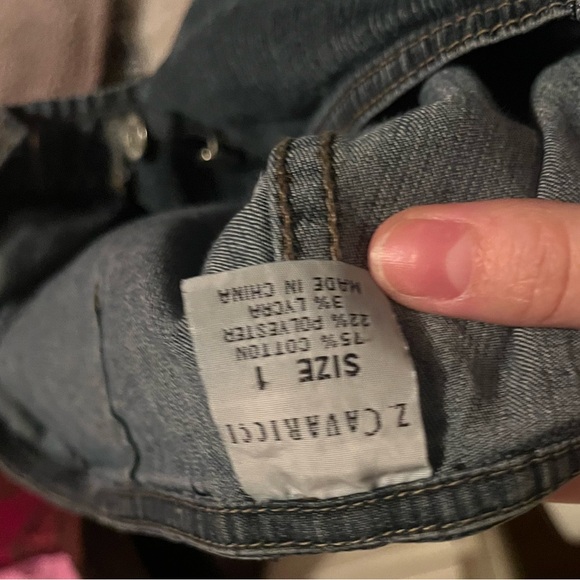 Z. CAVARICCI
SIZE 1
75% COTTON
22% POLYESTER
3% LYCRA
MADE IN CHINA